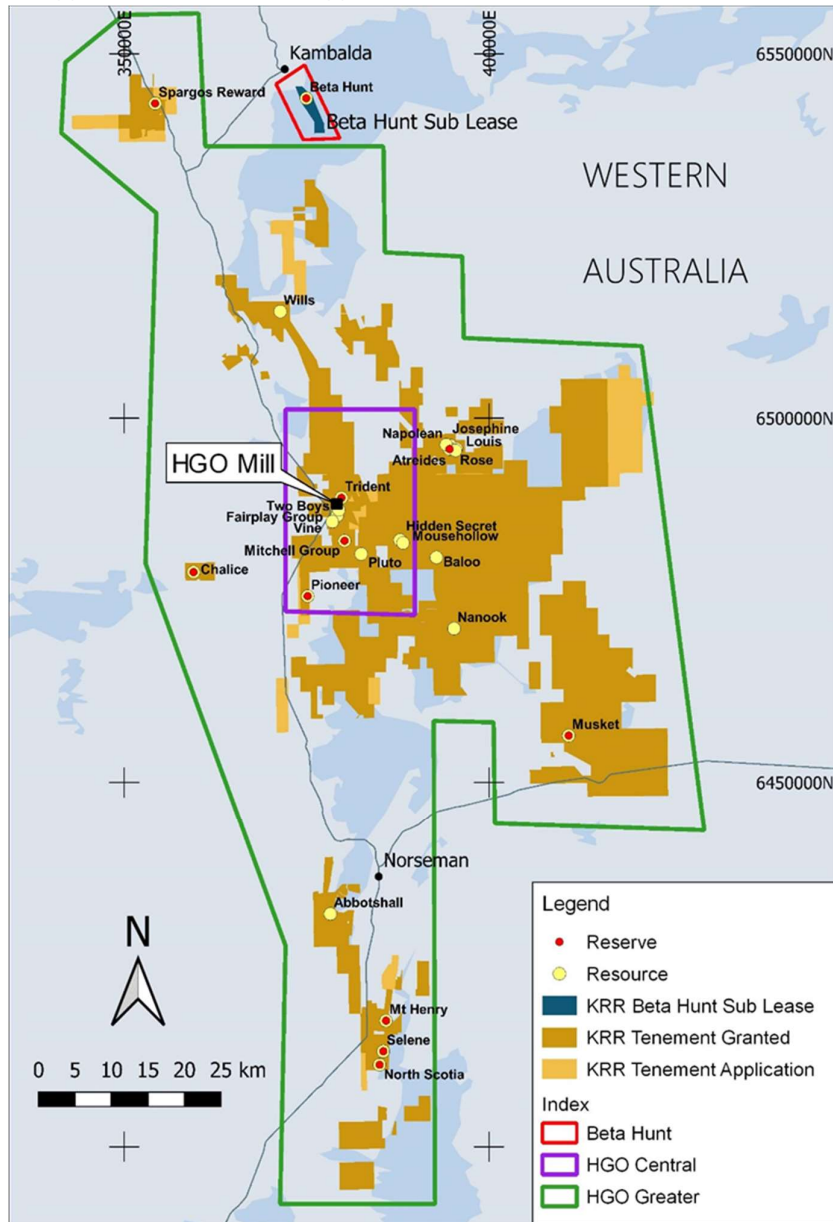 350000E
400000E
6550000N
Kambalda
Spargos Reward
Beta Hunt
Beta Hunt Sub Lease
WESTERN
AUSTRALIA
Wills
6500000N
Napolean
Josephine
Louis
Atreides
Rose
HGO Mill
Trident
Two Boys
Fairplay Group
Vine
Hidden Secret
Mousehollow
Mitchell Group
Pluto
Baloo
Chalice
Pioneer
Nanook
Musket
6450000N
Norseman
Abbotshall
N
Mt Henry
Selene
North Scotia
0 5 10 15 20 25 km
Legend
Reserve
Resource
KRR Beta Hunt Sub Lease
KRR Tenement Granted
KRR Tenement Application
Index
Beta Hunt
HGO Central
HGO Greater